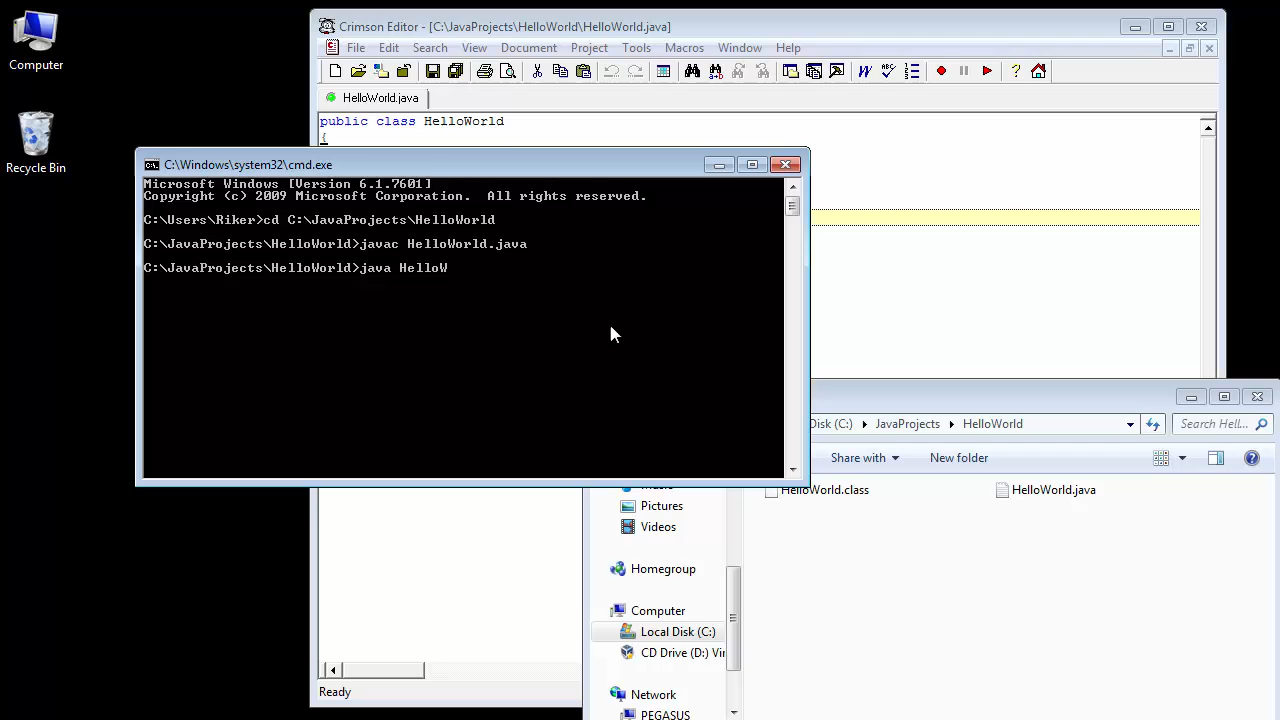 Computer
Recycle Bin
Crimson Editor - [C:\JavaProjects\HelloWorld\HelloWorld.java]
File Edit Search View Document Project Tools Macros Window Help
HelloWorld.java
public class HelloWorld
{
C:\Windows\system32\cmd.exe
Microsoft Windows [Version 6.1.7601]
Copyright (c) 2009 Microsoft Corporation.  All rights reserved.
C:\Users\Riker>cd C:\JavaProjects\HelloWorld
C:\JavaProjects\HelloWorld>javac HelloWorld.java
C:\JavaProjects\HelloWorld>java HelloW
Disk (C:) JavaProjects HelloWorld Search Hell...
Share with New folder
HelloWorld.class HelloWorld.java
Pictures
Videos
Homegroup
Computer
Local Disk (C:)
CD Drive (D:) Vir
Network
PEGASUS
Ready